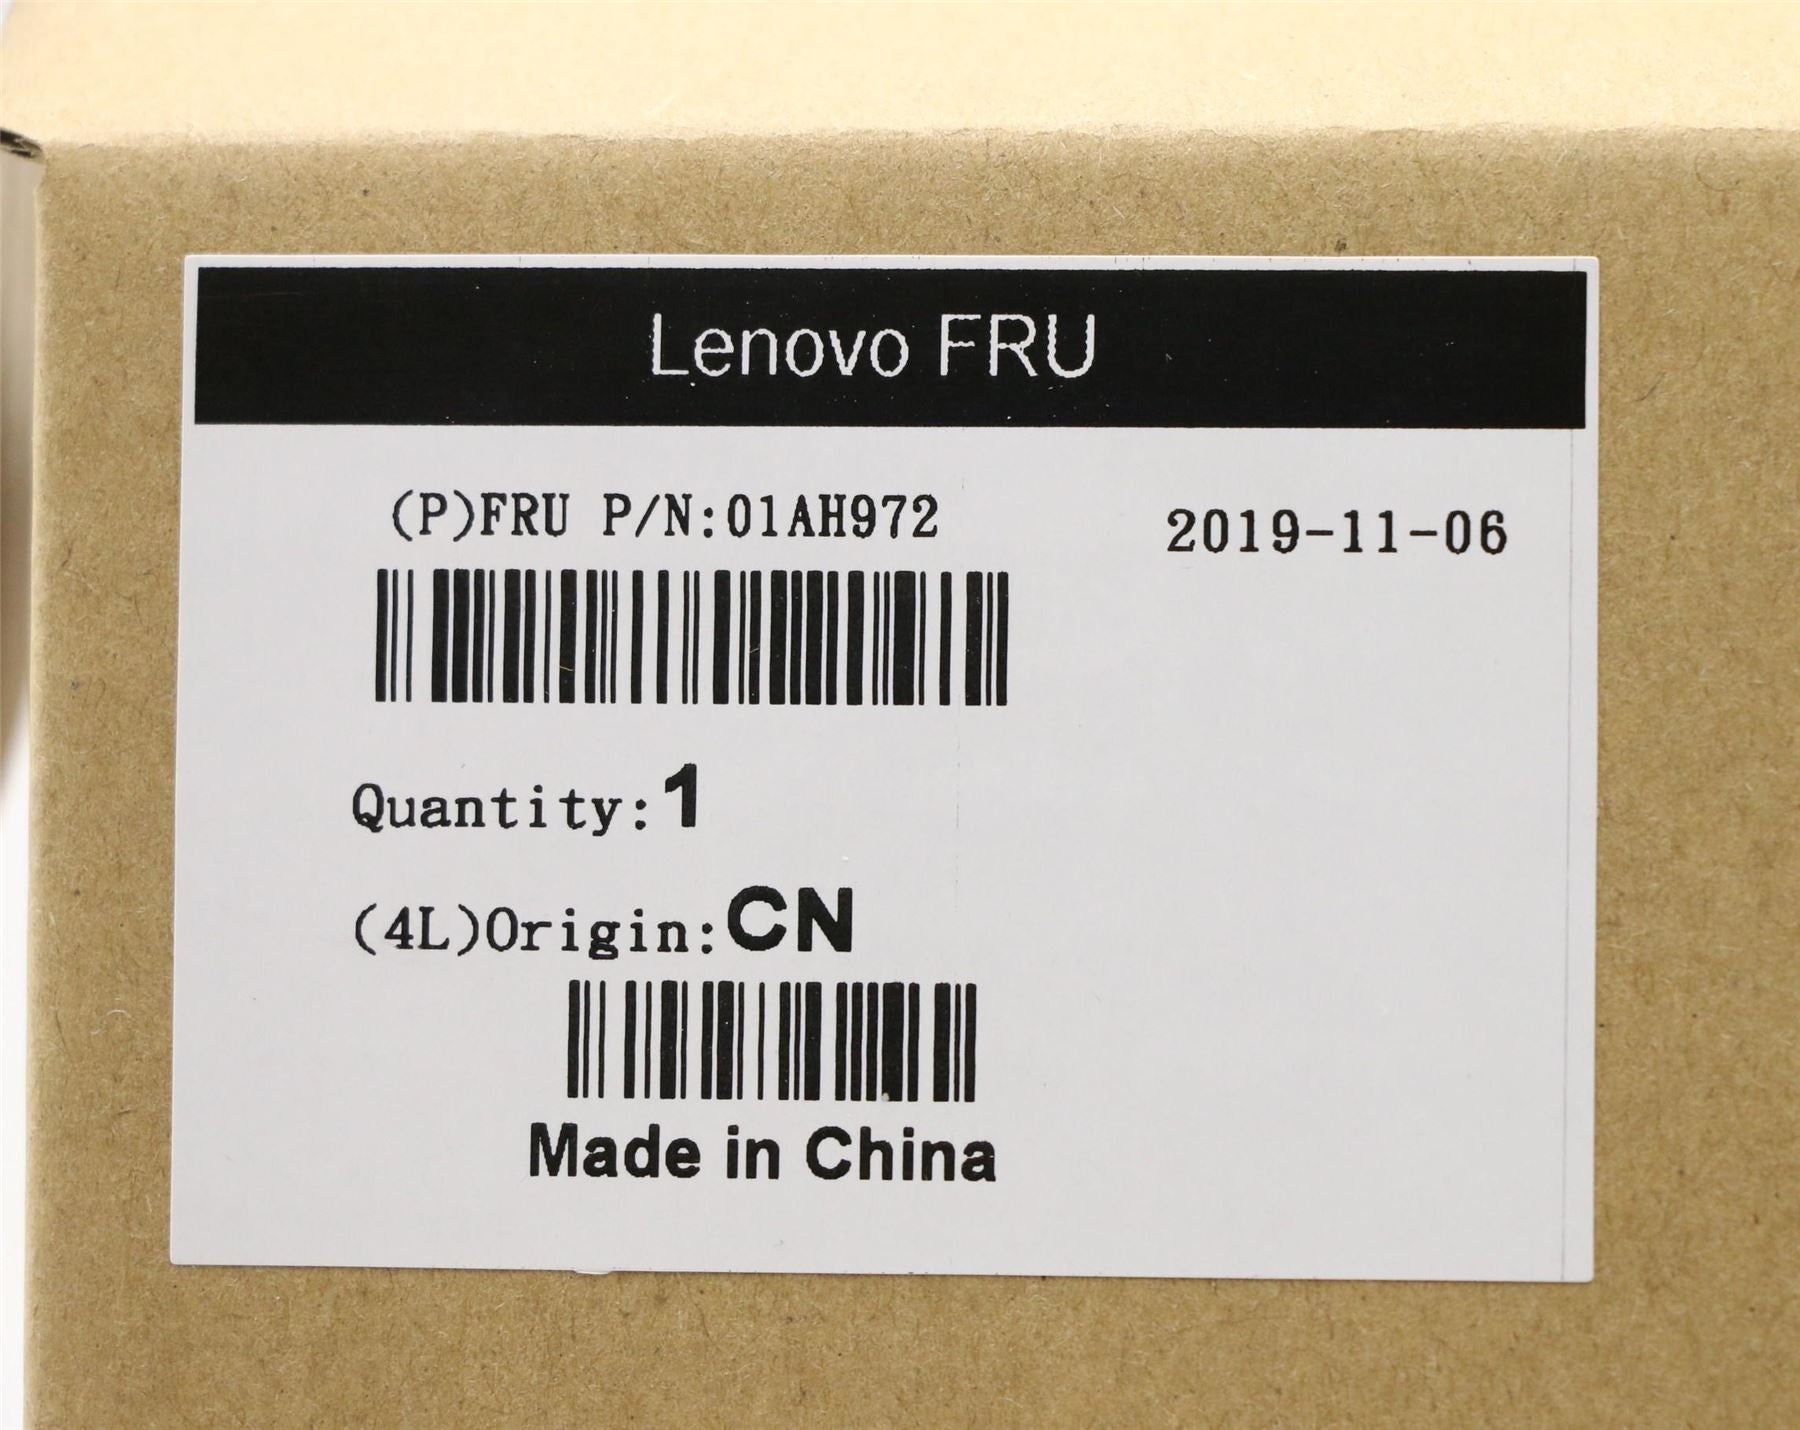 Lenovo FRU
(P)FRU P/N:01AH972
2019-11-06
Quantity:1
(4L)Origin:CN
Made in China